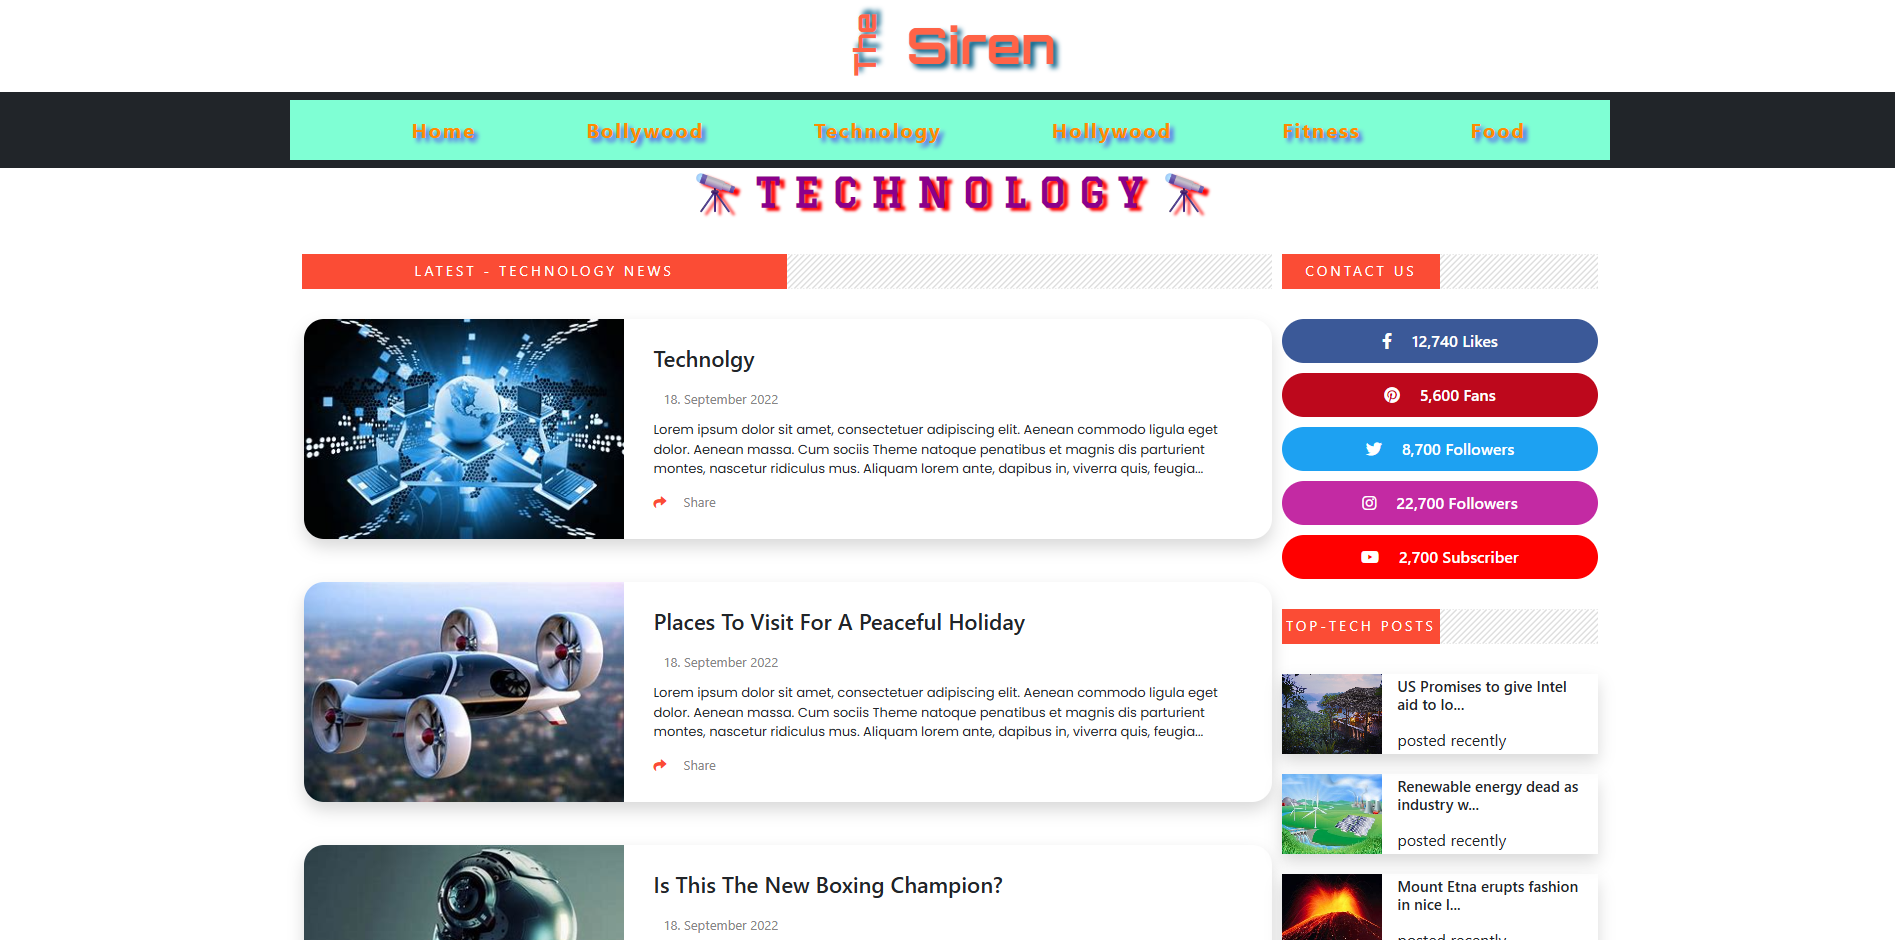 The Siren
Home Bollywood Technology Hollywood Fitness Food
TECHNOLOGY
LATEST - TECHNOLOGY NEWS
Technolgy
18. September 2022
Lorem ipsum dolor sit amet, consectetuer adipiscing elit. Aenean commodo ligula eget
dolor. Aenean massa. Cum sociis Theme natoque penatibus et magnis dis parturient
montes, nascetur ridiculus mus. Aliquam lorem ante, dapibus in, viverra quis, feugia...
Share
Places To Visit For A Peaceful Holiday
18. September 2022
Lorem ipsum dolor sit amet, consectetuer adipiscing elit. Aenean commodo ligula eget
dolor. Aenean massa. Cum sociis Theme natoque penatibus et magnis dis parturient
montes, nascetur ridiculus mus. Aliquam lorem ante, dapibus in, viverra quis, feugia...
Share
Is This The New Boxing Champion?
18. September 2022
CONTACT US
12,740 Likes
5,600 Fans
8,700 Followers
22,700 Followers
2,700 Subscriber
TOP-TECH POSTS
US Promises to give Intel
aid to lo...
posted recently
Renewable energy dead as
industry w...
posted recently
Mount Etna erupts fashion
in nice l...
posted recently